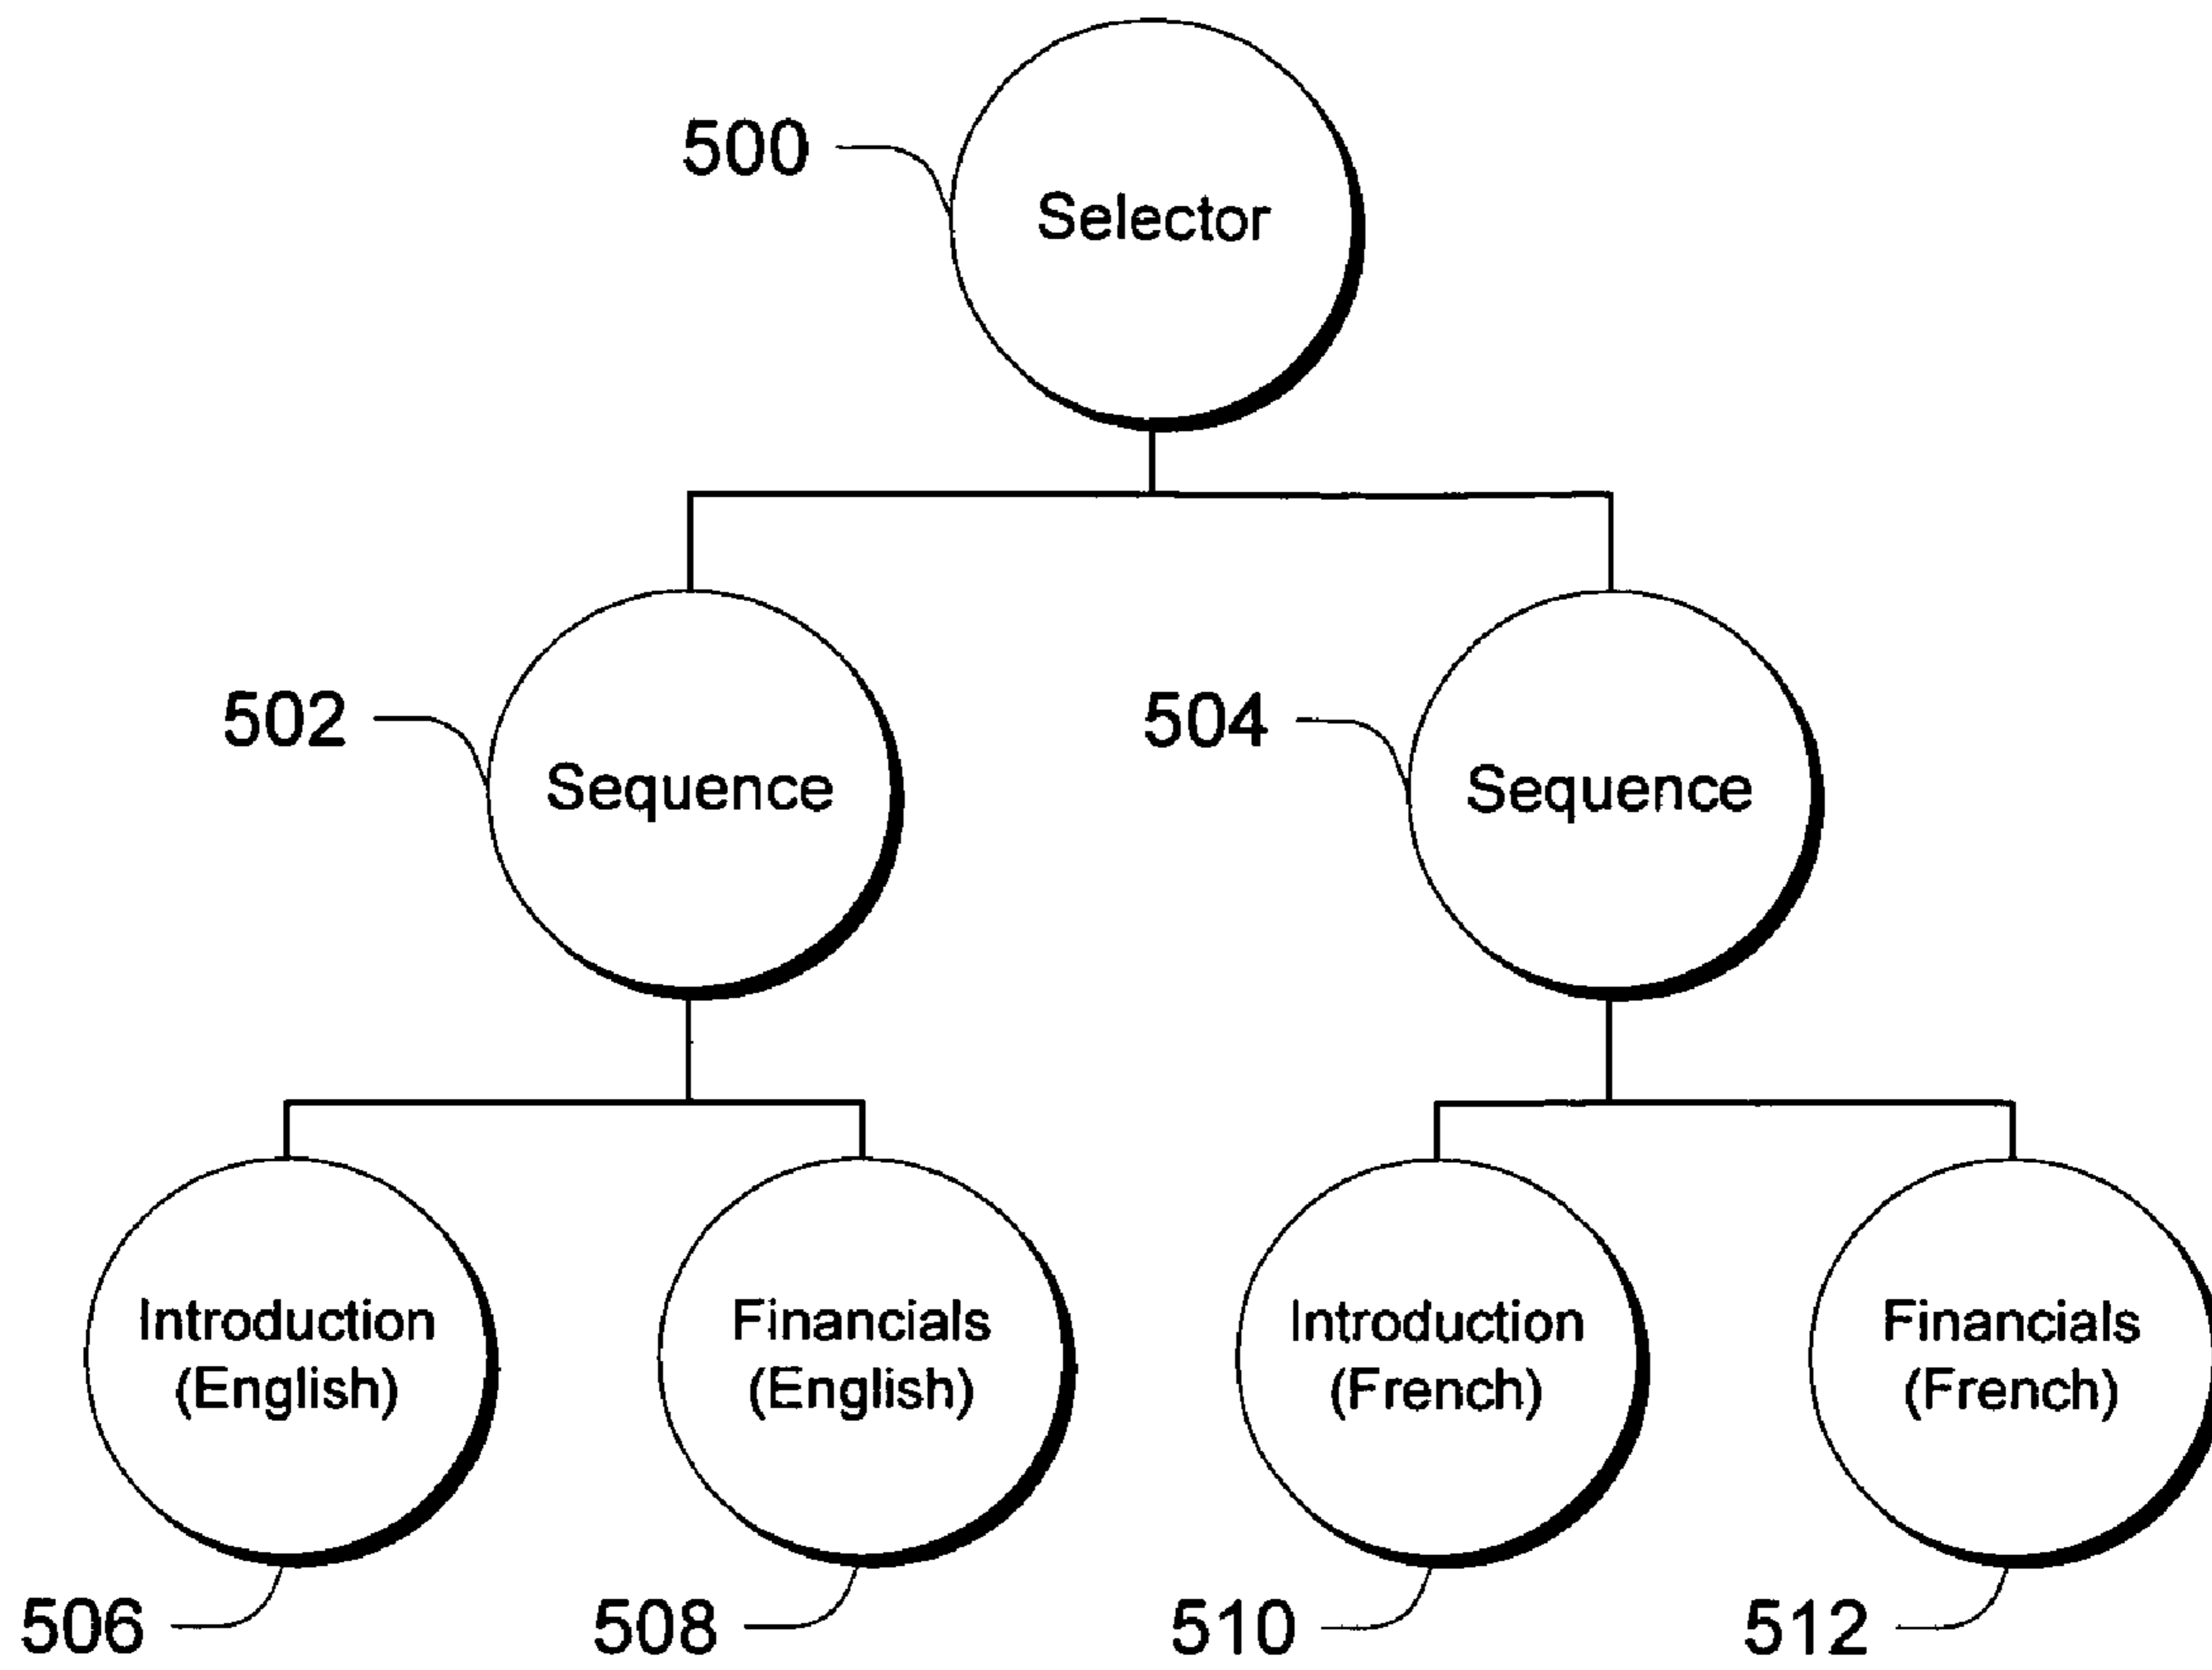 500
Selector
502
Sequence
504
Sequence
Introduction
(English)
Financials
(English)
Introduction
(French)
Financials
(French)
506
508
510
512